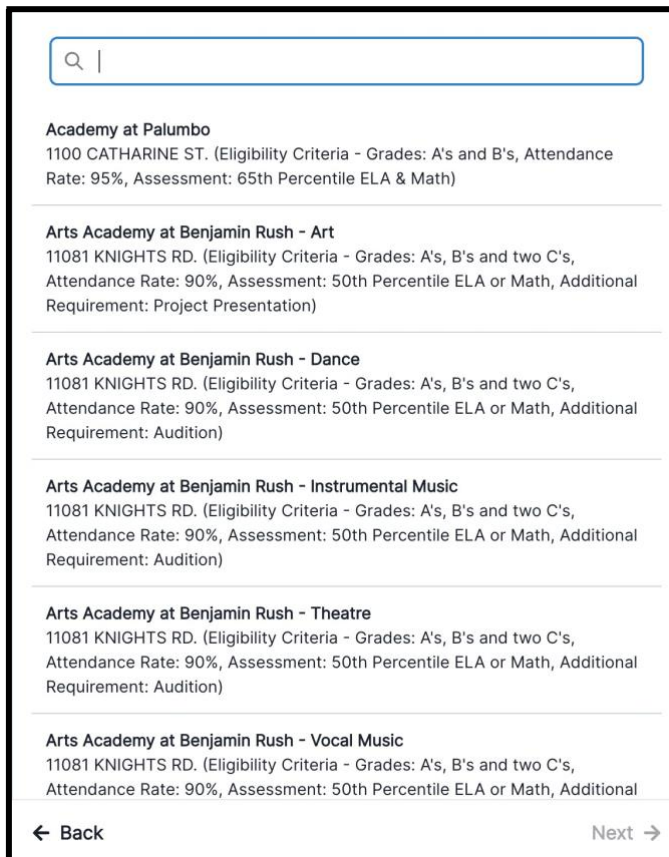 Academy at Palumbo
1100 CATHARINE ST. (Eligibility Criteria - Grades: A's and B's, Attendance
Rate: 95%, Assessment: 65th Percentile ELA & Math)
Arts Academy at Benjamin Rush - Art
11081 KNIGHTS RD. (Eligibility Criteria - Grades: A's, B's and two C's,
Attendance Rate: 90%, Assessment: 50th Percentile ELA or Math, Additional
Requirement: Project Presentation)
Arts Academy at Benjamin Rush - Dance
11081 KNIGHTS RD. (Eligibility Criteria - Grades: A's, B's and two C's,
Attendance Rate: 90%, Assessment: 50th Percentile ELA or Math, Additional
Requirement: Audition)
Arts Academy at Benjamin Rush - Instrumental Music
11081 KNIGHTS RD. (Eligibility Criteria - Grades: A's, B's and two C's,
Attendance Rate: 90%, Assessment: 50th Percentile ELA or Math, Additional
Requirement: Audition)
Arts Academy at Benjamin Rush - Theatre
11081 KNIGHTS RD. (Eligibility Criteria - Grades: A's, B's and two C's,
Attendance Rate: 90%, Assessment: 50th Percentile ELA or Math, Additional
Requirement: Audition)
Arts Academy at Benjamin Rush - Vocal Music
11081 KNIGHTS RD. (Eligibility Criteria - Grades: A's, B's and two C's,
Attendance Rate: 90%, Assessment: 50th Percentile ELA or Math, Additional
← Back
Next →